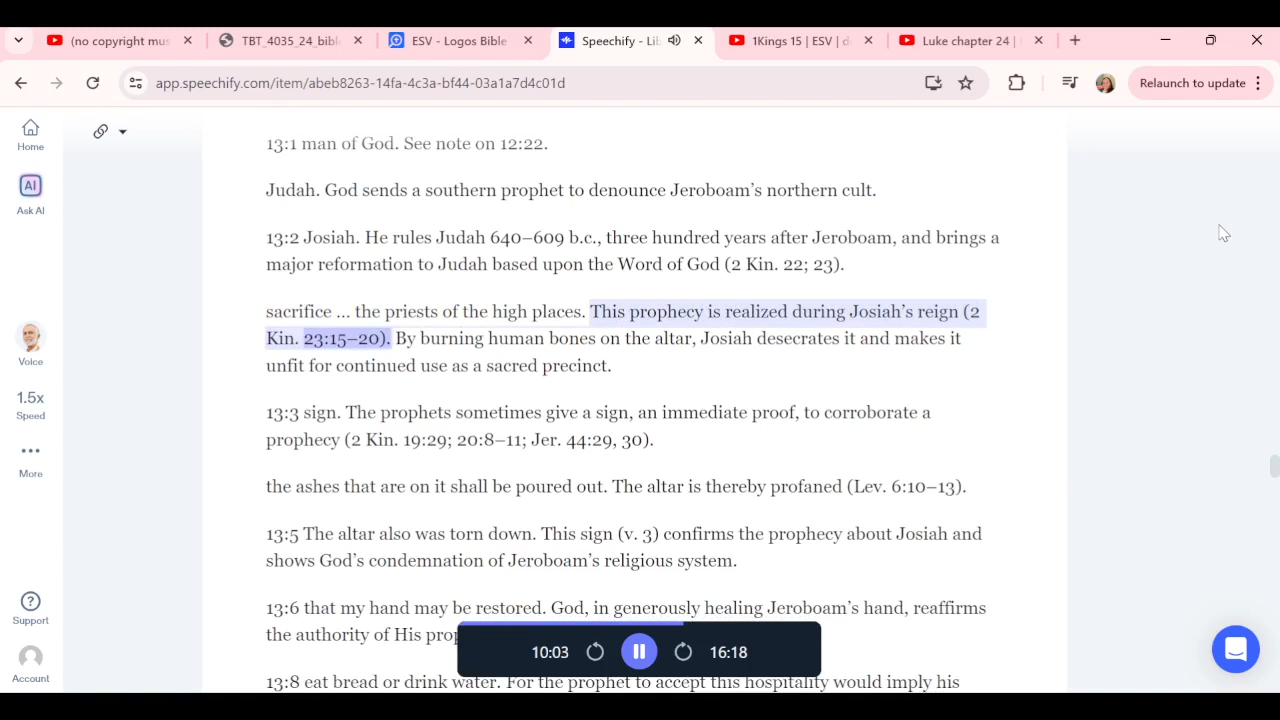 (no copyright mus
TBT_4035_24_bibl
ESV - Logos Bible
Speechify - Lib
1Kings 15 | ESV | d
Luke chapter 24 |
app.speechify.com/item/abeb8263-14fa-4c3a-bf44-03a1a7d4c01d
Relaunch to update
Home
AI
Ask AI
Voice
1.5x
Speed
More
Support
Account
13:1 man of God. See note on 12:22.
Judah. God sends a southern prophet to denounce Jeroboam’s northern cult.
13:2 Josiah. He rules Judah 640–609 b.c., three hundred years after Jeroboam, and brings a
major reformation to Judah based upon the Word of God (2 Kin. 22; 23).
sacrifice ... the priests of the high places. This prophecy is realized during Josiah’s reign (2
Kin. 23:15–20). By burning human bones on the altar, Josiah desecrates it and makes it
unfit for continued use as a sacred precinct.
13:3 sign. The prophets sometimes give a sign, an immediate proof, to corroborate a
prophecy (2 Kin. 19:29; 20:8–11; Jer. 44:29, 30).
the ashes that are on it shall be poured out. The altar is thereby profaned (Lev. 6:10–13).
13:5 The altar also was torn down. This sign (v. 3) confirms the prophecy about Josiah and
shows God’s condemnation of Jeroboam’s religious system.
13:6 that my hand may be restored. God, in generously healing Jeroboam’s hand, reaffirms
the authority of His prop
13:8 eat bread or drink water. For the prophet to accept this hospitality would imply his
10:03
16:18